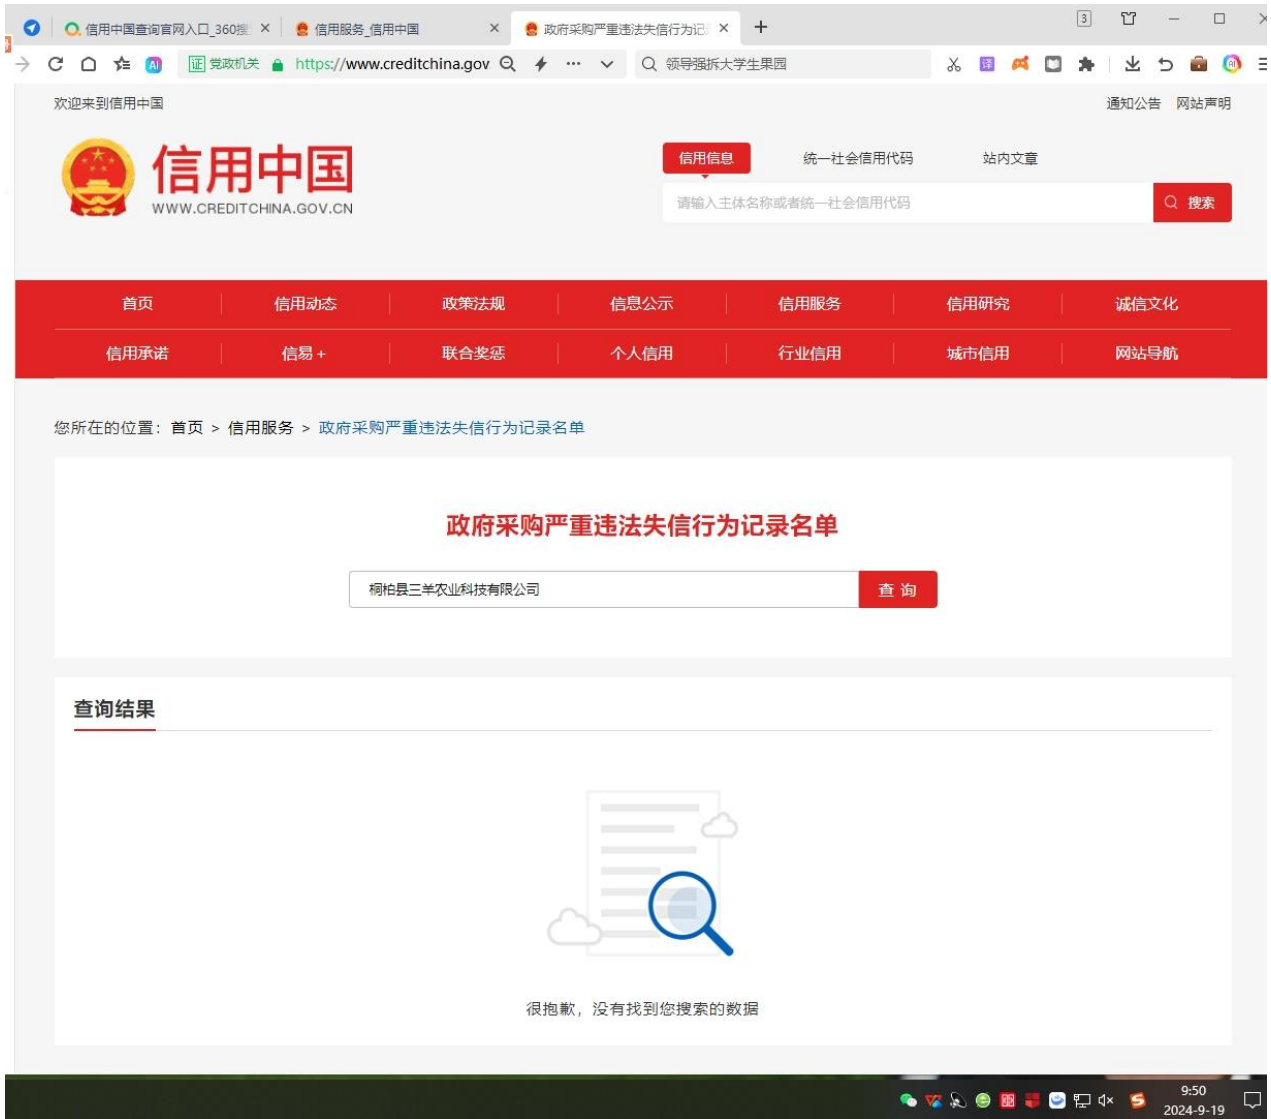 信用中国查询官网入口_360搜
信用服务_信用中国
政府采购严重违法失信行为记
3
AI
证 党政机关
https://www.creditchina.gov
领导强拆大学生果园
译
欢迎来到信用中国
通知公告 网站声明
信用中国
WWW.CREDITCHINA.GOV.CN
信用信息 统一社会信用代码 站内文章
请输入主体名称或者统一社会信用代码
搜索
首页 信用动态 政策法规 信息公示 信用服务 信用研究 诚信文化
信用承诺 信易+ 联合奖惩 个人信用 行业信用 城市信用 网站导航
您所在的位置：首页 > 信用服务 > 政府采购严重违法失信行为记录名单
政府采购严重违法失信行为记录名单
桐柏县三羊农业科技有限公司
查 询
查询结果
很抱歉，没有找到您搜索的数据
9:50
2024-9-19